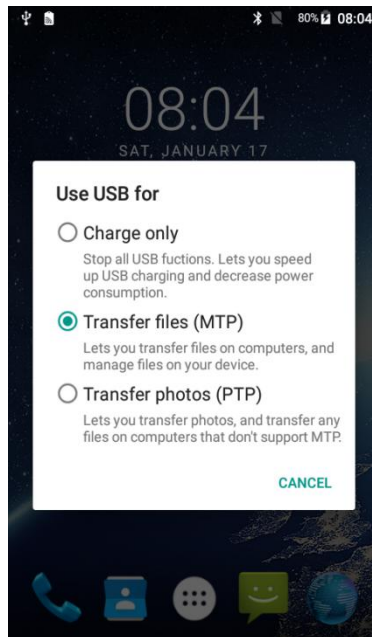 80% 08:04
08:04
SAT, JANUARY 17
Use USB for
Charge only
Stop all USB fuctions. Lets you speed
up USB charging and decrease power
consumption.
Transfer files (MTP)
Lets you transfer files on computers, and
manage files on your device.
Transfer photos (PTP)
Lets you transfer photos, and transfer any
files on computers that don't support MTP.
CANCEL